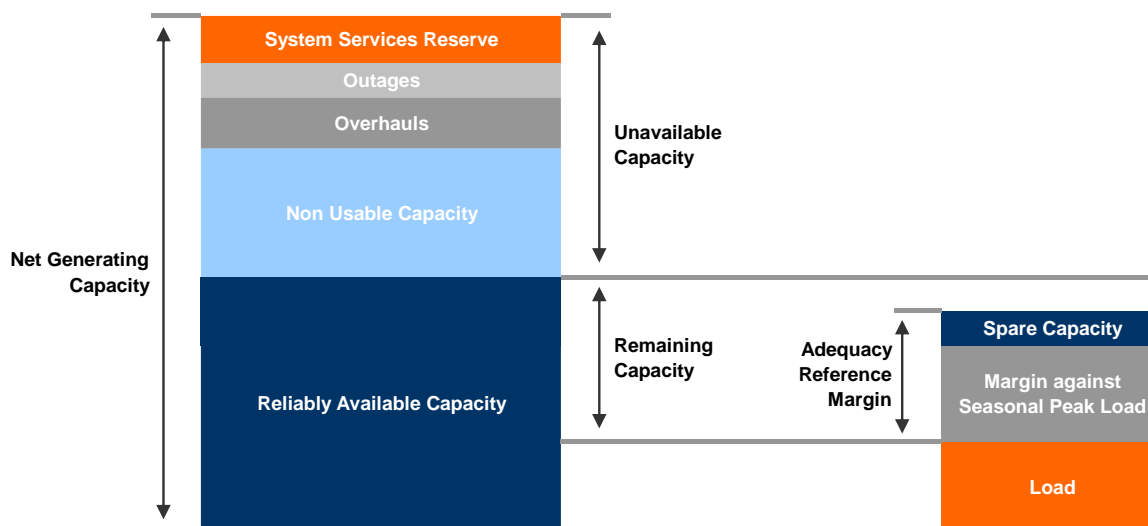 System Services Reserve
Outages
Overhauls
Unavailable
Capacity
Non Usable Capacity
Net Generating
Capacity
Reliably Available Capacity
Remaining
Capacity
Adequacy
Reference
Margin
Spare Capacity
Margin against
Seasonal Peak Load
Load